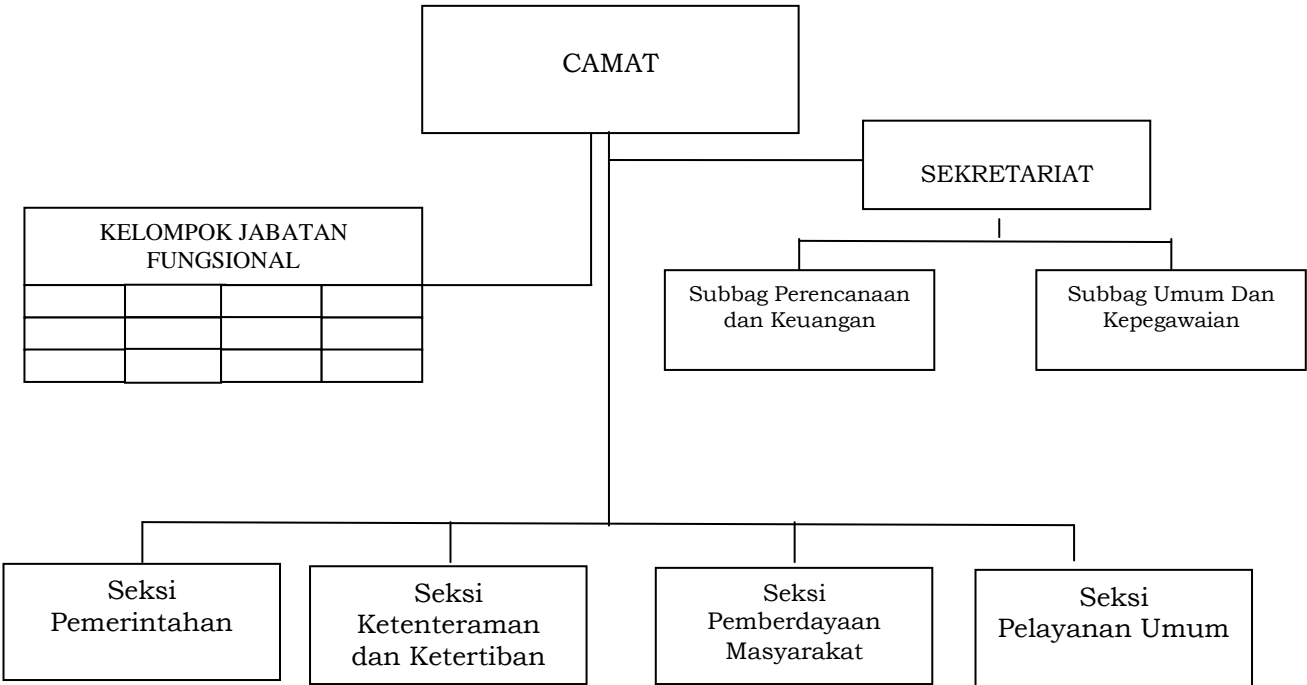 CAMAT
SEKRETARIAT
KELOMPOK JABATAN
FUNGSIONAL
Subbag Perencanaan
dan Keuangan
Subbag Umum Dan
Kepegawaian
Seksi
Pemerintahan
Seksi
Ketenteraman
dan Ketertiban
Seksi
Pemberdayaan
Masyarakat
Seksi
Pelayanan Umum